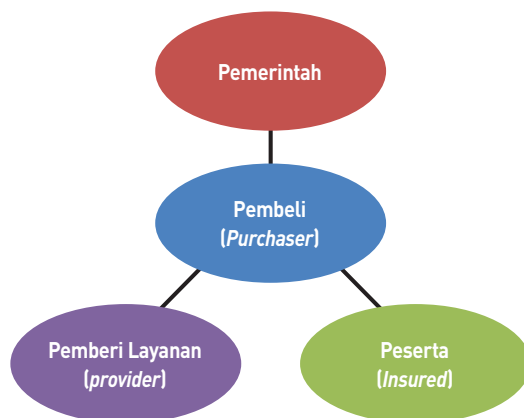 Pemerintah
Pembeli
(Purchaser)
Pemberi Layanan
(provider)
Peserta
(Insured)